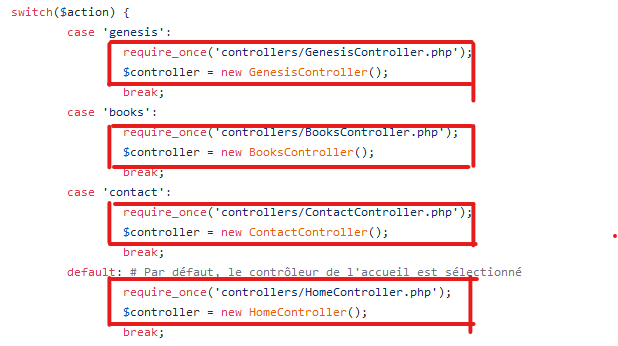 switch($action) {
case 'genesis':
require_once('controllers/GenesisController.php');
$controller = new GenesisController();
break;
case 'books':
require_once('controllers/BooksController.php');
$controller = new BooksController();
break;
case 'contact':
require_once('controllers/ContactController.php');
$controller = new ContactController();
break;
default: # Par défaut, le contrôleur de l'accueil est sélectionné
require_once('controllers/HomeController.php');
$controller = new HomeController();
break;